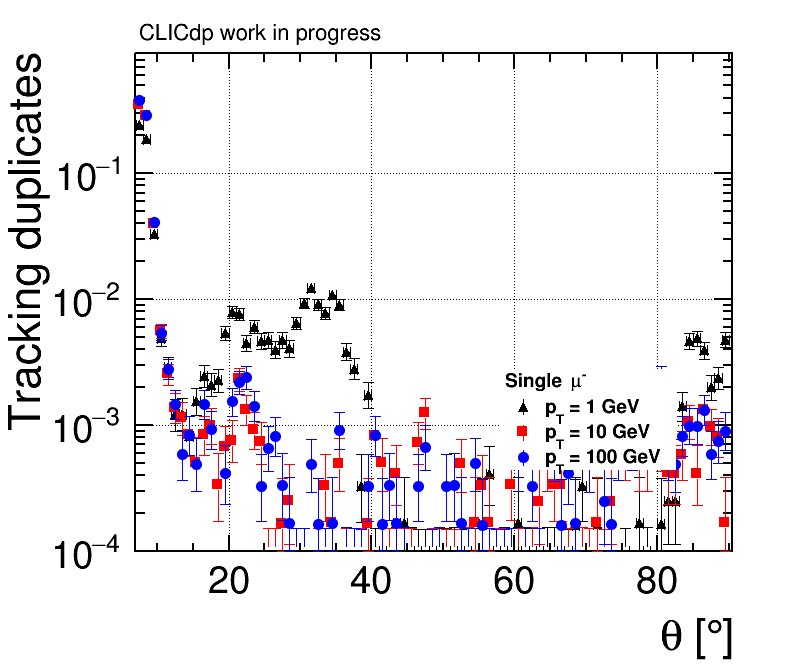 CLICdp work in progress
Tracking duplicates
10⁻¹
10⁻²
10⁻³
10⁻⁴
Single μ⁻
p_T = 1 GeV
p_T = 10 GeV
p_T = 100 GeV
20 40 60 80
θ [°]